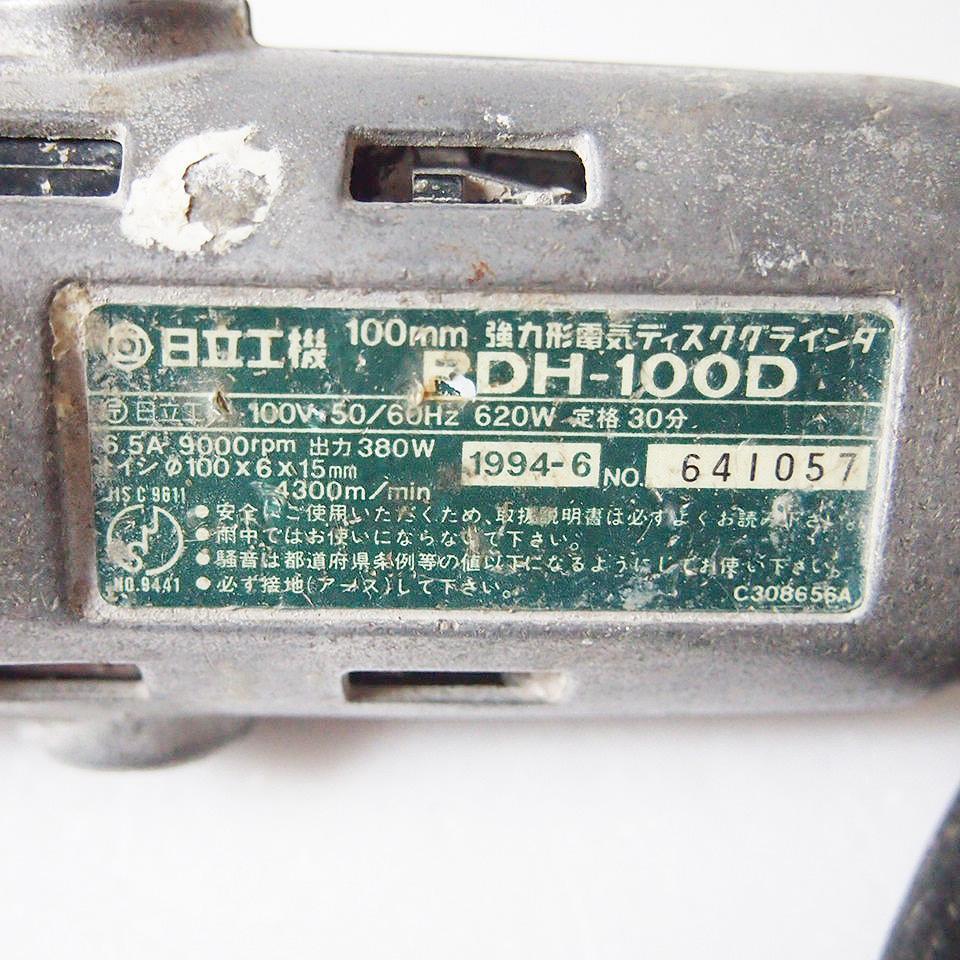 日立工機 100mm 強力形電気ディスクグラインダ
PDH-100D
〒 日立工 100V 50/60Hz 620W 定格 30分
6.5A 9000rpm 出力 380W
トイシ φ100×6×15mm
4300m/min
1994-6 NO. 641057
JIS C 9611
NO.9441
● 安全にご使用いただくため、取扱説明書は必ずよくお読み下さい。
● 雨中ではお使いにならないで下さい。
● 騒音は都道府県条例等の値以下になるようにしてお使い下さい。
● 必ず接地(アース)して下さい。
C308656A